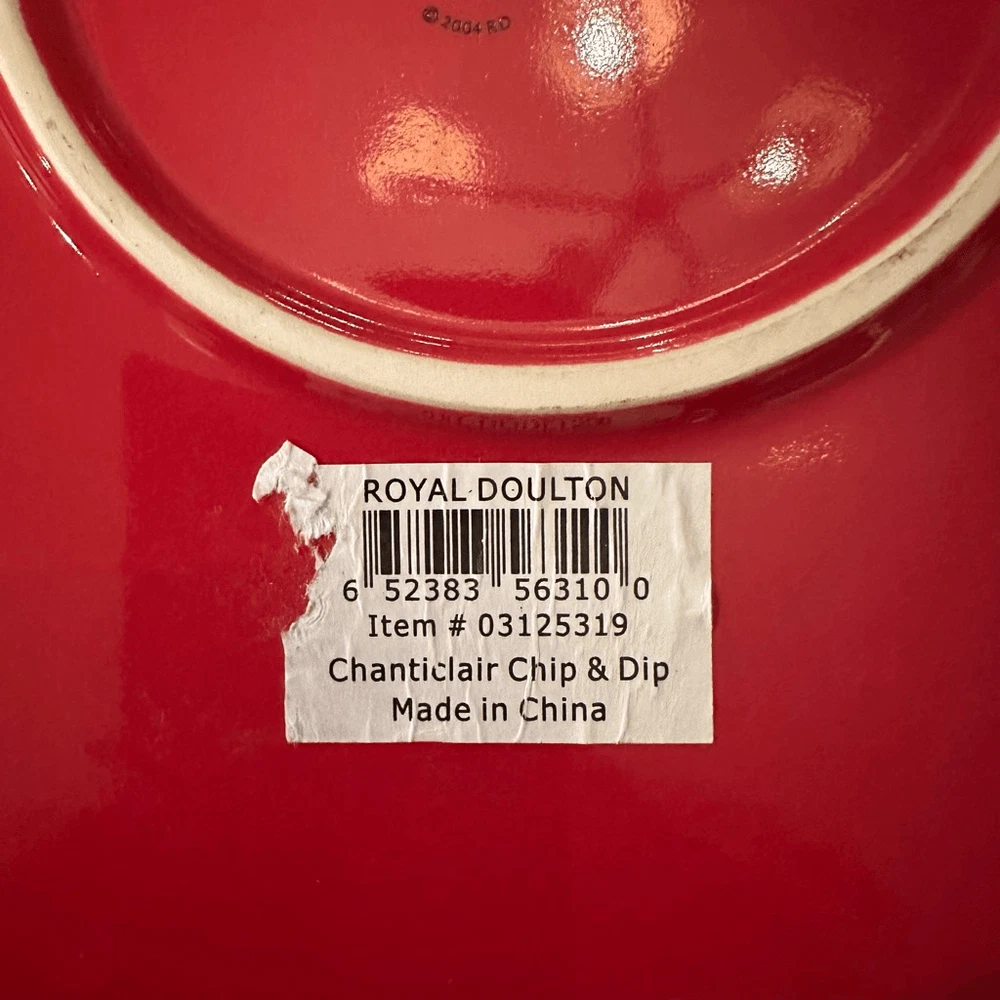 © 2004 RD
ROYAL DOULTON
6 52383 56310 0
Item # 03125319
Chanticlair Chip & Dip
Made in China